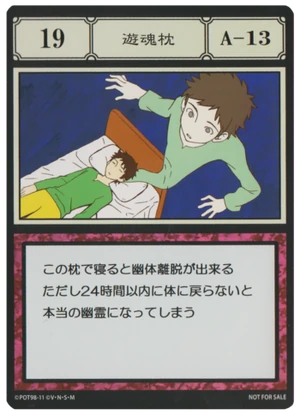 19
遊魂枕
A-13
この枕で寝ると幽体離脱が出来る
ただし24時間以内に体に戻らないと
本当の幽霊になってしまう
©POT98-11 ©V・N・S・M
NOT FOR SALE